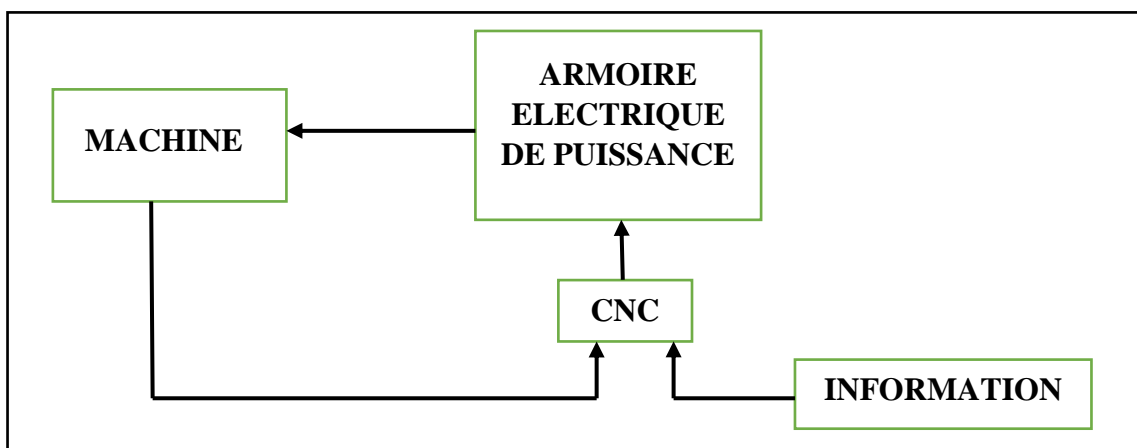 ARMOIRE
ELECTRIQUE
DE PUISSANCE
MACHINE
CNC
INFORMATION